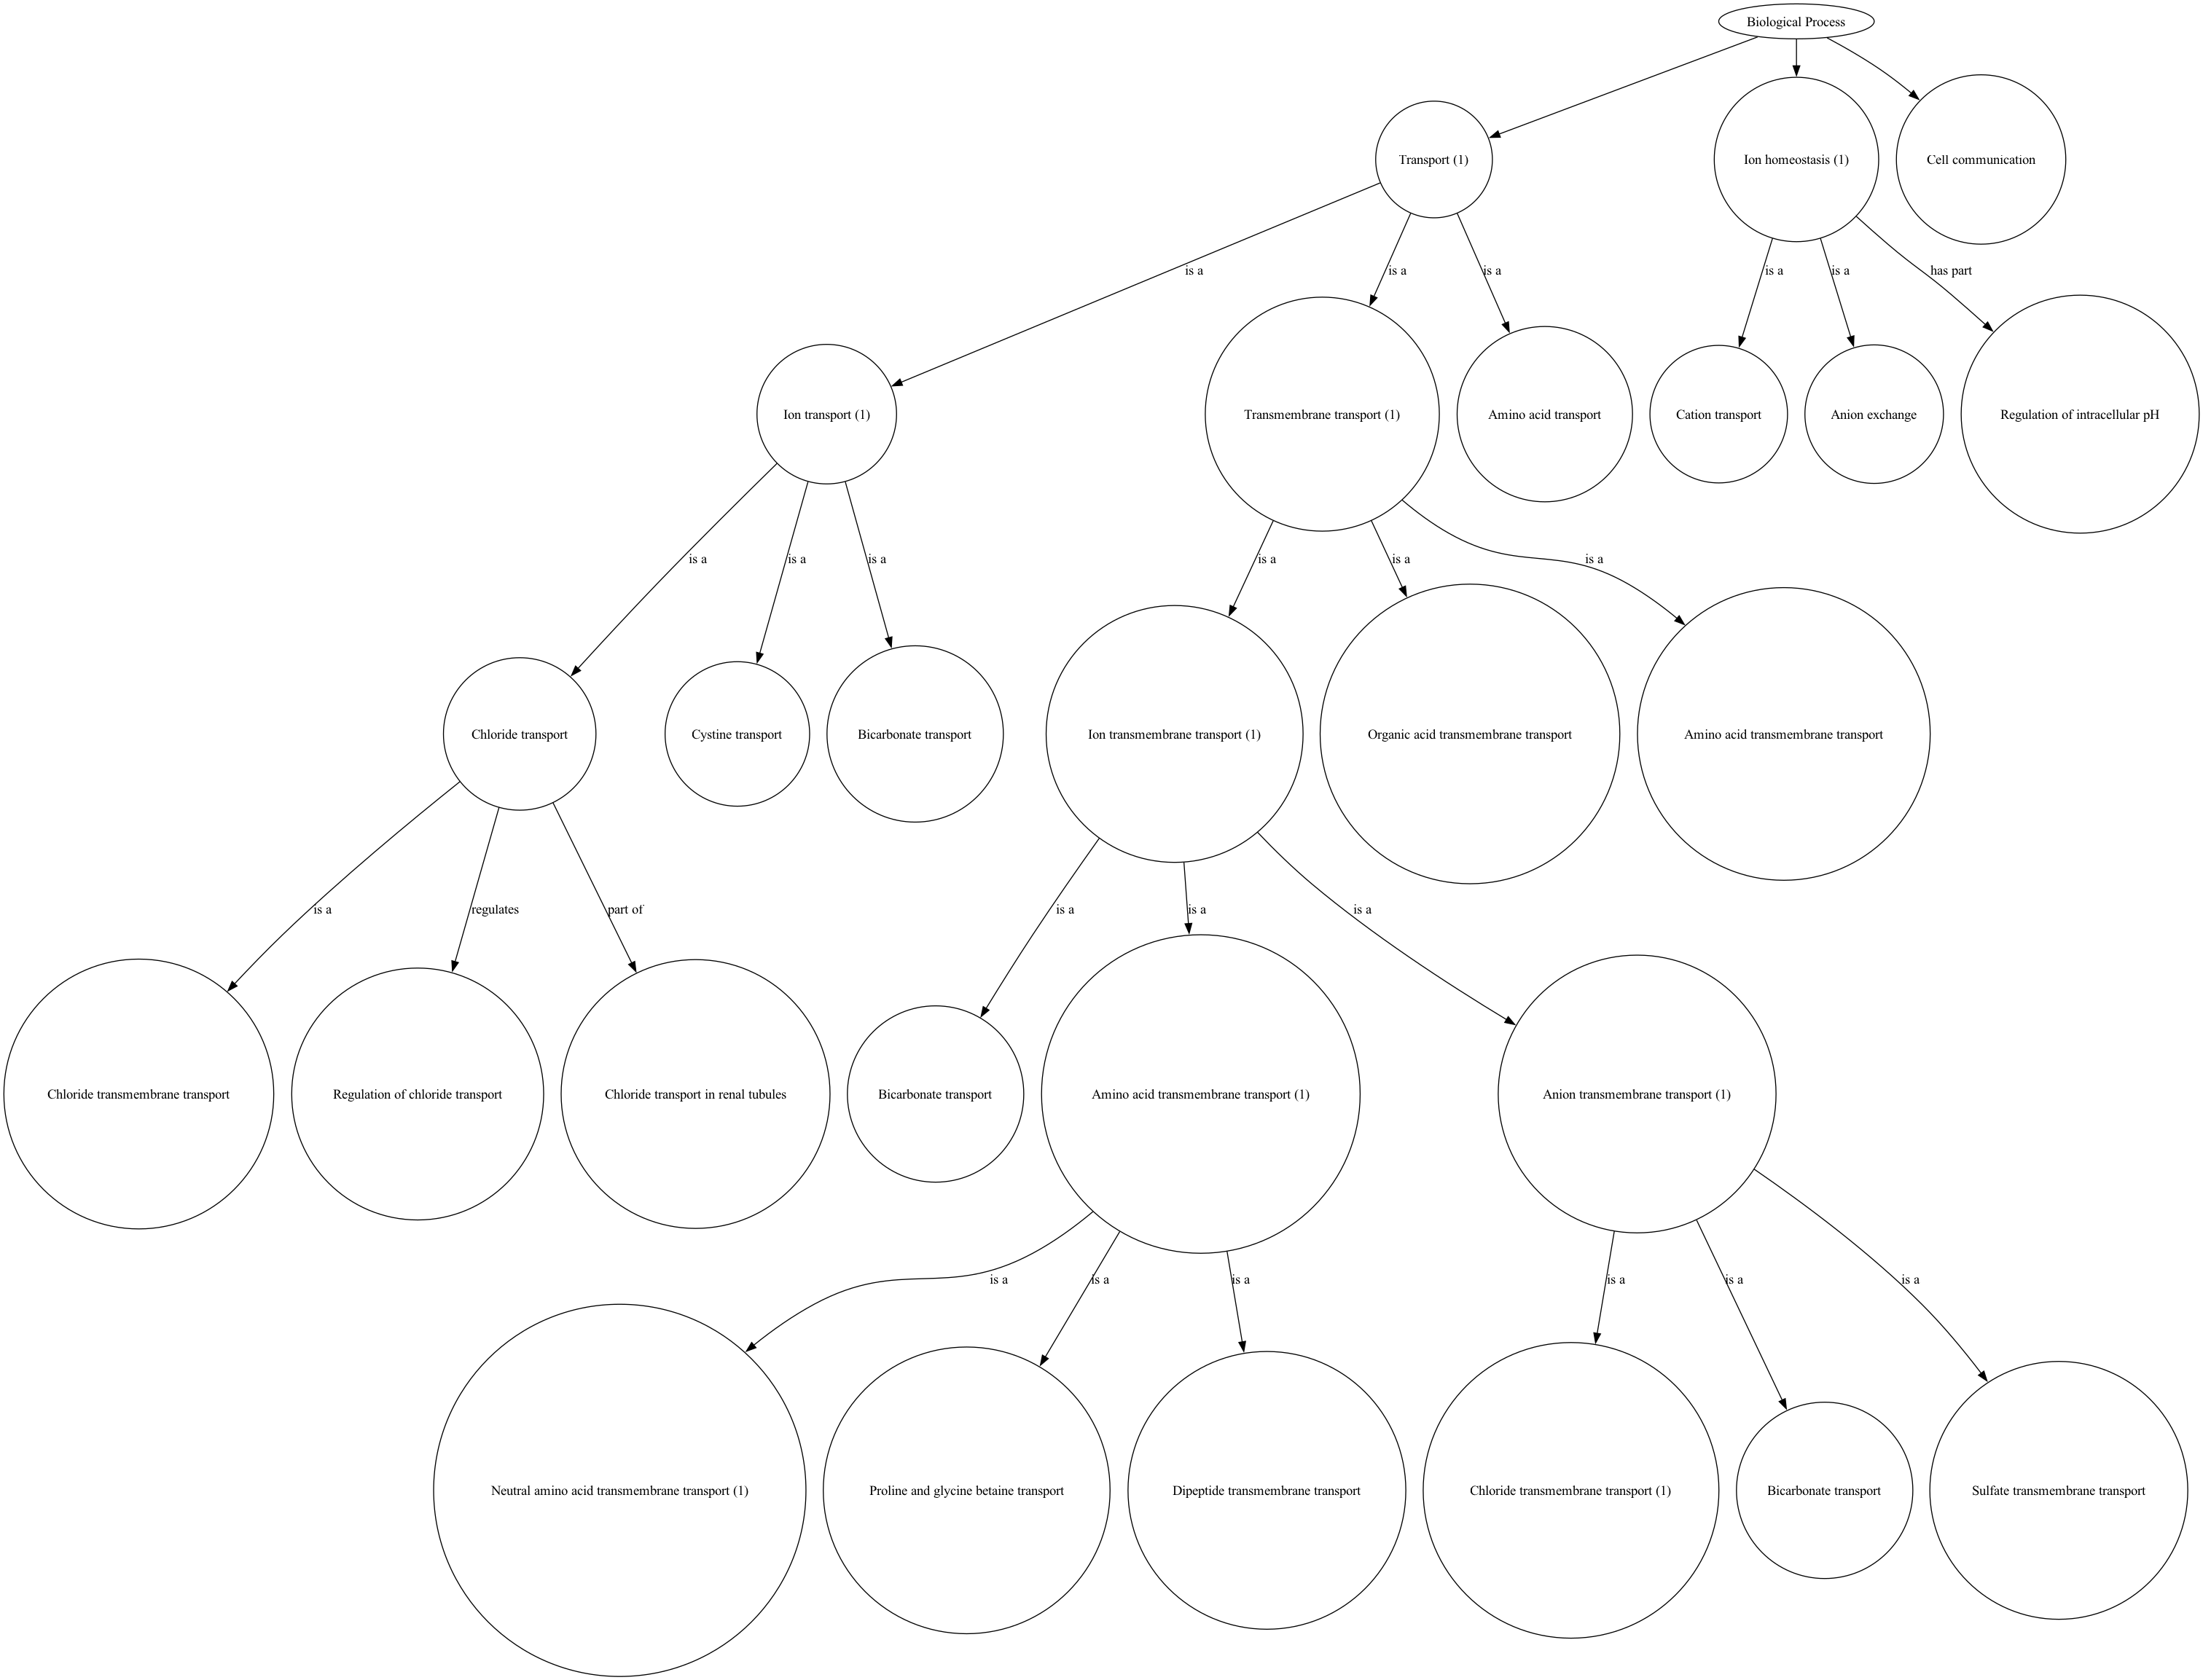 Biological Process
Transport (1)
Ion homeostasis (1)
Cell communication
is a
is a
is a
is a
is a
has part
Ion transport (1)
Transmembrane transport (1)
Amino acid transport
Cation transport
Anion exchange
Regulation of intracellular pH
is a
is a
is a
is a
is a
is a
Chloride transport
Cystine transport
Bicarbonate transport
Ion transmembrane transport (1)
Organic acid transmembrane transport
Amino acid transmembrane transport
is a
regulates
part of
is a
is a
is a
Chloride transmembrane transport
Regulation of chloride transport
Chloride transport in renal tubules
Bicarbonate transport
Amino acid transmembrane transport (1)
Anion transmembrane transport (1)
is a
is a
is a
is a
is a
is a
Neutral amino acid transmembrane transport (1)
Proline and glycine betaine transport
Dipeptide transmembrane transport
Chloride transmembrane transport (1)
Bicarbonate transport
Sulfate transmembrane transport